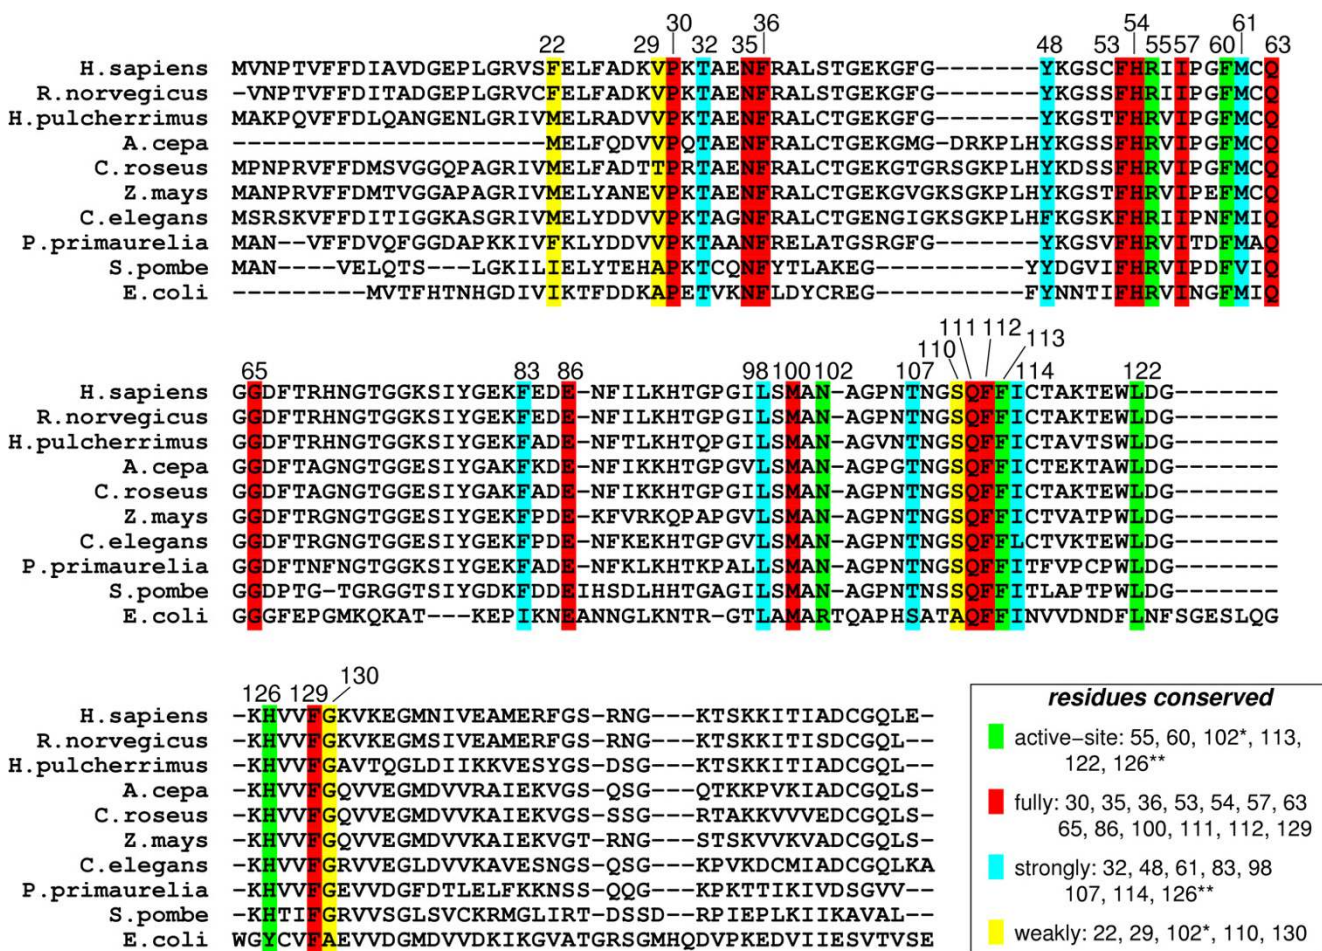 22 29 30 32 35 36 48 53 54 55 57 60 61 63
H.sapiens MVNPTVFFDIAVDGEPLGRVSFELFADKVPKTAENFRALSTGEKGFG-------YKGSCFHRIIPGFMCQ
R.norvegicus -VNPTVFFDITADGEPLGRVCFELFADKVPKTAENFRALSTGEKGFG-------YKGSSFHRIIPGFMCQ
H.pulcherrimus MAKPQVFFDLQANGENLGRIVMELRADVVPKTAENFRALCTGEKGFG-------YKGSSFHRVIPGFMCQ
A.cepa ---------------------MELFQDVVPQTAENFRALCTGEKGMG-DRKPLHYKGSSFHRVIPGFMCQ
C.roseus MPNPRVFFDMSVGGQPAGRIVMELFADTTPRTAENFRALCTGEKGTGRSGKPLHYKDSSFHRVIPGFMCQ
Z.mays MANPRVFFDMTVGGAPAGRIVMELYANEVPKTAENFRALCTGEKGVGKSGKPLHYKGSTFHRVIPEFMCQ
C.elegans MSRSKVFFDITIGGKASGRIVMELYDDVVPKTAGNFRALCTGENGIGKSGKPLHFKGSKFHRIIPNFMIQ
P.primaurelia MAN--VFFDVQFGGDAPKKIVFKLYDDVVPKTAANFRELATGSRGFG-------YKGSVFHRVITDFMAQ
S.pombe MAN----VELQTS---LGKILIELYTEHAPKTCQNFYTLAKEG----------YYDGVIFHRVIPDFVIQ
E.coli ---------MVTFHTNHGDIVIKTFDDKAPETVKNFLDYCREG----------FYNNTIFHRVINGFMIQ
65 83 86 98 100 102 107 110 111 112 113 114 122
H.sapiens GGDFTRHNGTGGKSIYGEKFEDE-NFILKHTGPGILSMAN-AGPNTNGSQFFICTAKTEWLDG-------
R.norvegicus GGDFTRHNGTGGKSIYGEKFEDE-NFILKHTGPGILSMAN-AGPNTNGSQFFICTAKTEWLDG-------
H.pulcherrimus GGDFTRHNGTGGKSIYGEKFADE-NFTLKHTQPGILSMAN-AGVNTNGSQFFICTAVTSWLDG-------
A.cepa GGDFTAGNGTGGESIYGAKFKDE-NFIKKHTGPGVLSMAN-AGPGTNGSQFFICTEKTAWLDG-------
C.roseus GGDFTAGNGTGGESIYGAKFADE-NFIKKHTGPGILSMAN-AGPNTNGSQFFICTAKTEWLDG-------
Z.mays GGDFTRGNGTGGESIYGEKFPDE-KFVRKQPAPGVLSMAN-AGPNTNGSQFFICTVATPWLDG-------
C.elegans GGDFTRGNGTGGESIYGEKFPDE-NFKEKHTGPGVLSMAN-AGPNTNGSQFFLCTVKTEWLDG-------
P.primaurelia GGDFTNFNGTGGKSIYGEKFADE-NFKLKHTKPALLSMAN-AGPNTNGSQFFITFVPCPWLDG-------
S.pombe GGDPTG-TGRGGTSIYGDKFDDEIHSDLHHTGAGILSMAN-AGPNTNSSQFFITLAPTPWLDG-------
E.coli GGGFEPGMKQKAT---KEPIKNEANNGLKNTR-GTLAMARTQAPHSATAQFFINVVDNDFLNFSGESLQG
126 129 130
H.sapiens -KHVVFGKVKEGMNIVEAMERFGS-RNG---KTSKKITIADCGQLE-
R.norvegicus -KHVVFGKVKEGMSIVEAMERFGS-RNG---KTSKKITISDCGQL--
H.pulcherrimus -KHVVFGAVTQGLDIIKKVESYGS-DSG---KTSKKITIADCGQL--
A.cepa -KHVVFGQVVEGMDVVRAIEKVGS-QSG---QTKKPVKIADCGQLS-
C.roseus -KHVVFGQVVEGMDVVKAIEKVGS-SSG---RTAKKVVVEDCGQLS-
Z.mays -KHVVFGQVVEGMDVVKAIEKVGT-RNG---STSKVVKVADCGQLS-
C.elegans -KHVVFGRVVEGLDVVKAVESNGS-QSG---KPVKDCMIADCGQLKA
P.primaurelia -KHVVFGEVVDGFDTLELFKKNSS-QQG---KPKTTIKIVDSGVV--
S.pombe -KHTIFGRVVSGLSVCKRMGLIRT-DSSD--RPIEPLKIIKAVAL--
E.coli WGYCVFAEVVDGMDVVDKIKGVATGRSGMHQDVPKEDVIIESVTVSE
residues conserved
active-site: 55, 60, 102*, 113,
122, 126**
fully: 30, 35, 36, 53, 54, 57, 63
65, 86, 100, 111, 112, 129
strongly: 32, 48, 61, 83, 98
107, 114, 126**
weakly: 22, 29, 102*, 110, 130